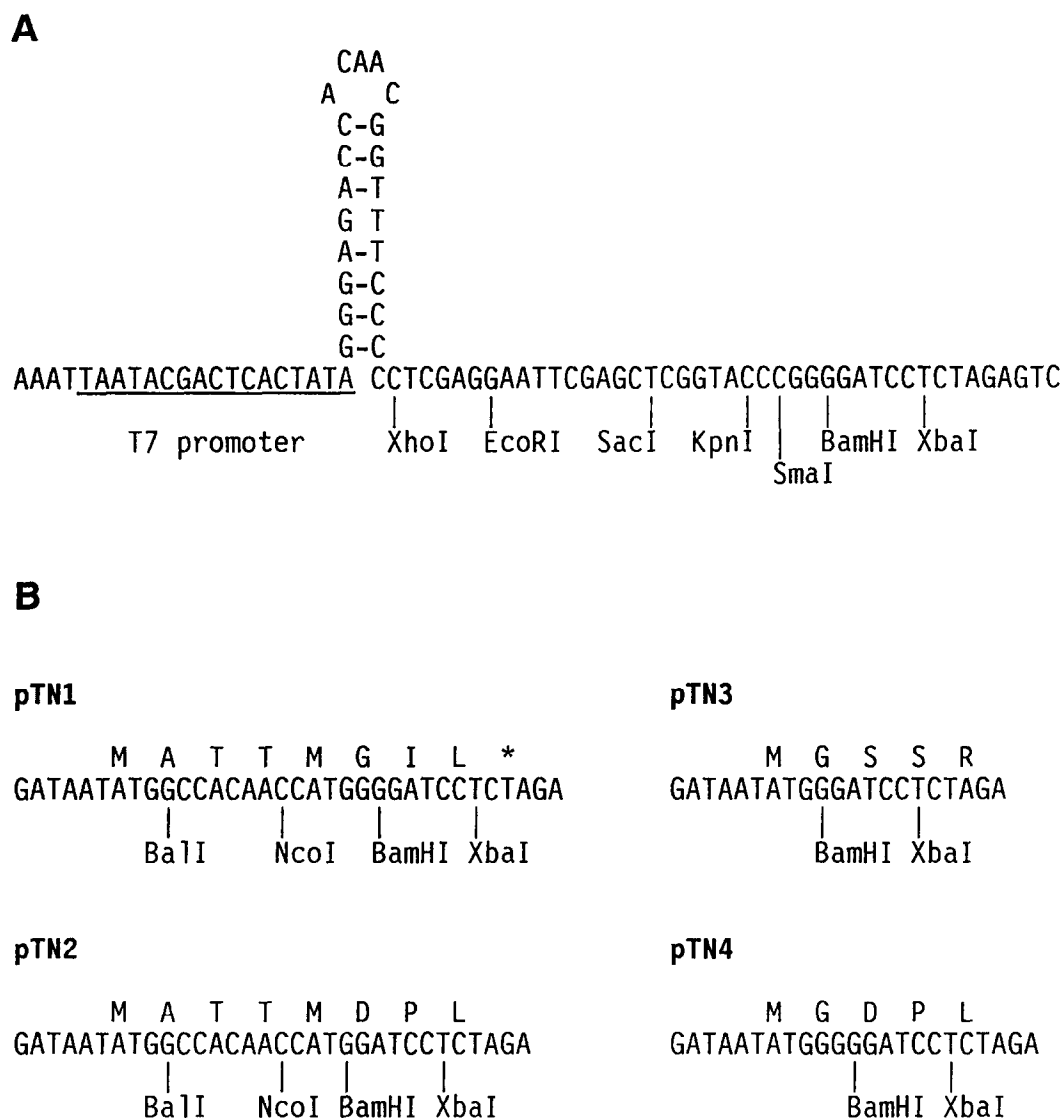 A
CAA
A C
C-G
C-G
A-T
G T
A-T
G-C
G-C
G-C
AAATTAATACGACTCACTATA CCTCGAGGAATTCGAGCTCGGTACCCGGGGATCCTCTAGAGTC
T7 promoter XhoI EcoRI SacI KpnI BamHI XbaI
SmaI
B
pTN1
M A T T M G I L *
GATAATATGGCCACAACCATGGGGATCCTCTAGA
BalI NcoI BamHI XbaI
pTN3
M G S S R
GATAATATGGGATCCTCTAGA
BamHI XbaI
pTN2
M A T T M D P L
GATAATATGGCCACAACCATGGATCCTCTAGA
BalI NcoI BamHI XbaI
pTN4
M G D P L
GATAATATGGGGGATCCTCTAGA
BamHI XbaI